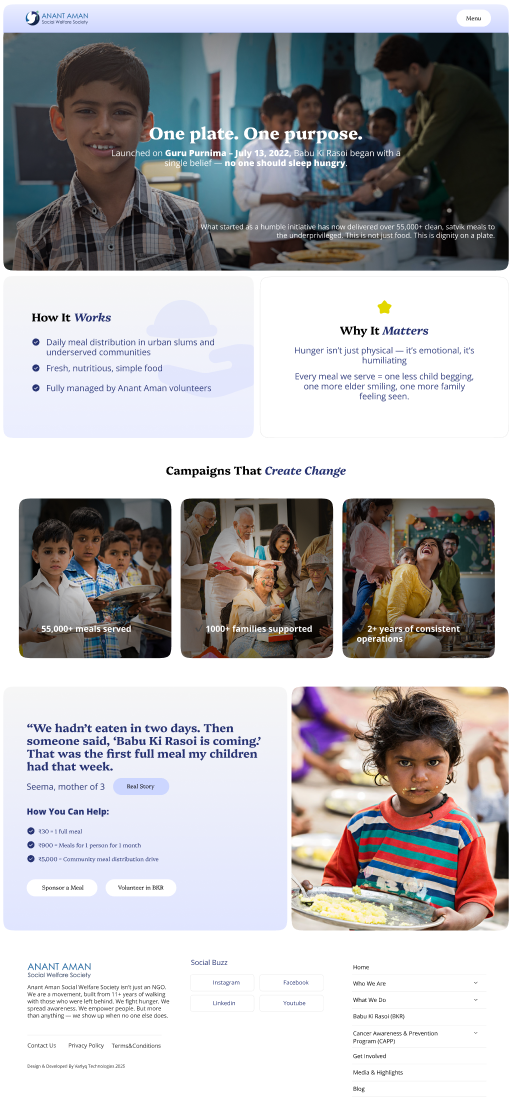 ANANT AMAN
Social Welfare Society
Menu
One plate. One purpose.
Launched on Guru Purnima – July 13, 2022, Babu Ki Rasoi began with a
single belief — no one should sleep hungry.
What started as a humble initiative has now delivered over 55,000+ clean, satvik meals to
the underprivileged. This is not just food. This is dignity on a plate.
How It Works
Daily meal distribution in urban slums and
underserved communities
Fresh, nutritious, simple food
Fully managed by Anant Aman volunteers
Why It Matters
Hunger isn't just physical — it's emotional, it's
humiliating
Every meal we serve = one less child begging,
one more elder smiling, one more family
feeling seen.
Campaigns That Create Change
55,000+ meals served
1000+ families supported
2+ years of consistent
operations
“We hadn’t eaten in two days. Then
someone said, ‘Babu Ki Rasoi is coming.’
That was the first full meal my children
had that week.
Seema, mother of 3
Real Story
How You Can Help:
₹30 = 1 full meal
₹900 = Meals for 1 person for 1 month
₹5,000 = Community meal distribution drive
Sponsor a Meal
Volunteer in BKR
ANANT AMAN
Social Welfare Society
Anant Aman Social Welfare Society isn't just an NGO.
We are a movement, built from 11+ years of walking
with those who were left behind. We fight hunger. We
spread awareness. We empower people. But more
than anything — we show up when no one else does.
Contact Us
Privacy Policy
Terms&Conditions
Design & Developed By Xartyq Technologies 2025
Social Buzz
Instagram
Facebook
Linkedin
Youtube
Home
Who We Are
What We Do
Babu Ki Rasoi (BKR)
Cancer Awareness & Prevention
Program (CAPP)
Get Involved
Media & Highlights
Blog